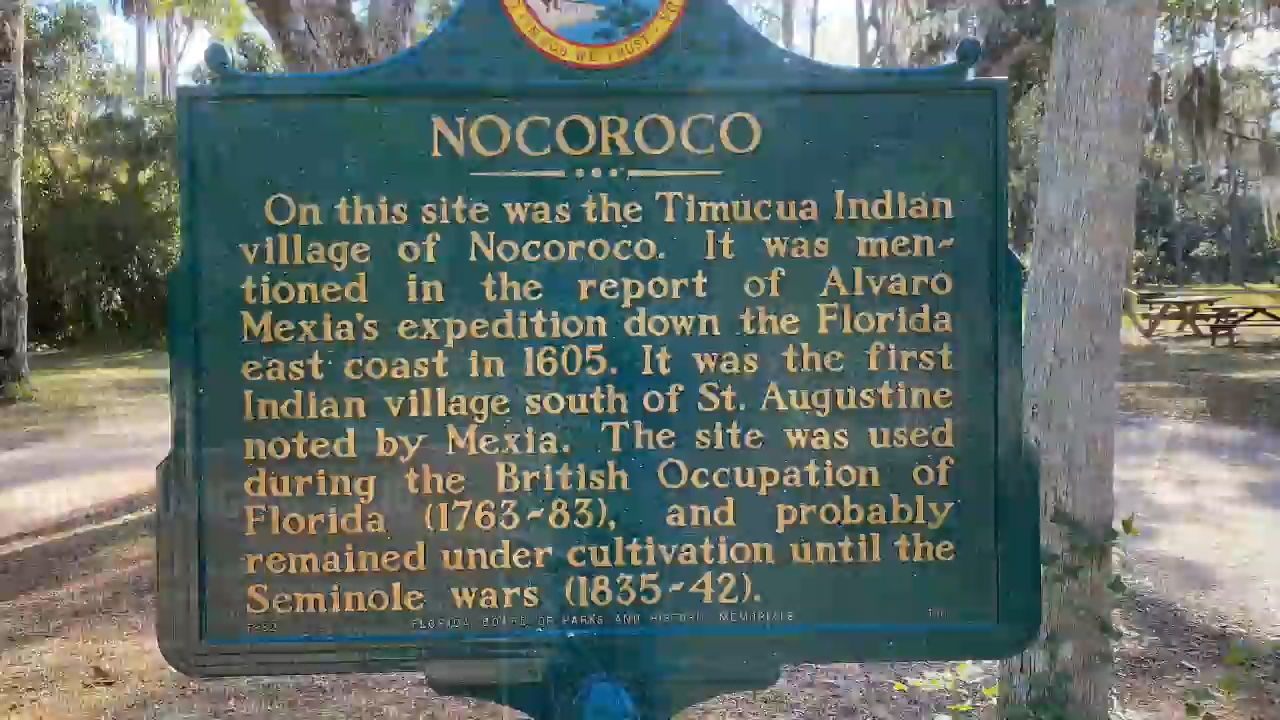 IN GOD WE TRUST
NOCOROCO
On this site was the Timucua Indian
village of Nocoroco. It was men-
tioned in the report of Alvaro
Mexia's expedition down the Florida
east coast in 1605. It was the first
Indian village south of St. Augustine
noted by Mexia. The site was used
during the British Occupation of
Florida (1763-83), and probably
remained under cultivation until the
Seminole wars (1835-42).
FLORIDA BOARD OF PARKS AND HISTORIC MEMORIALS